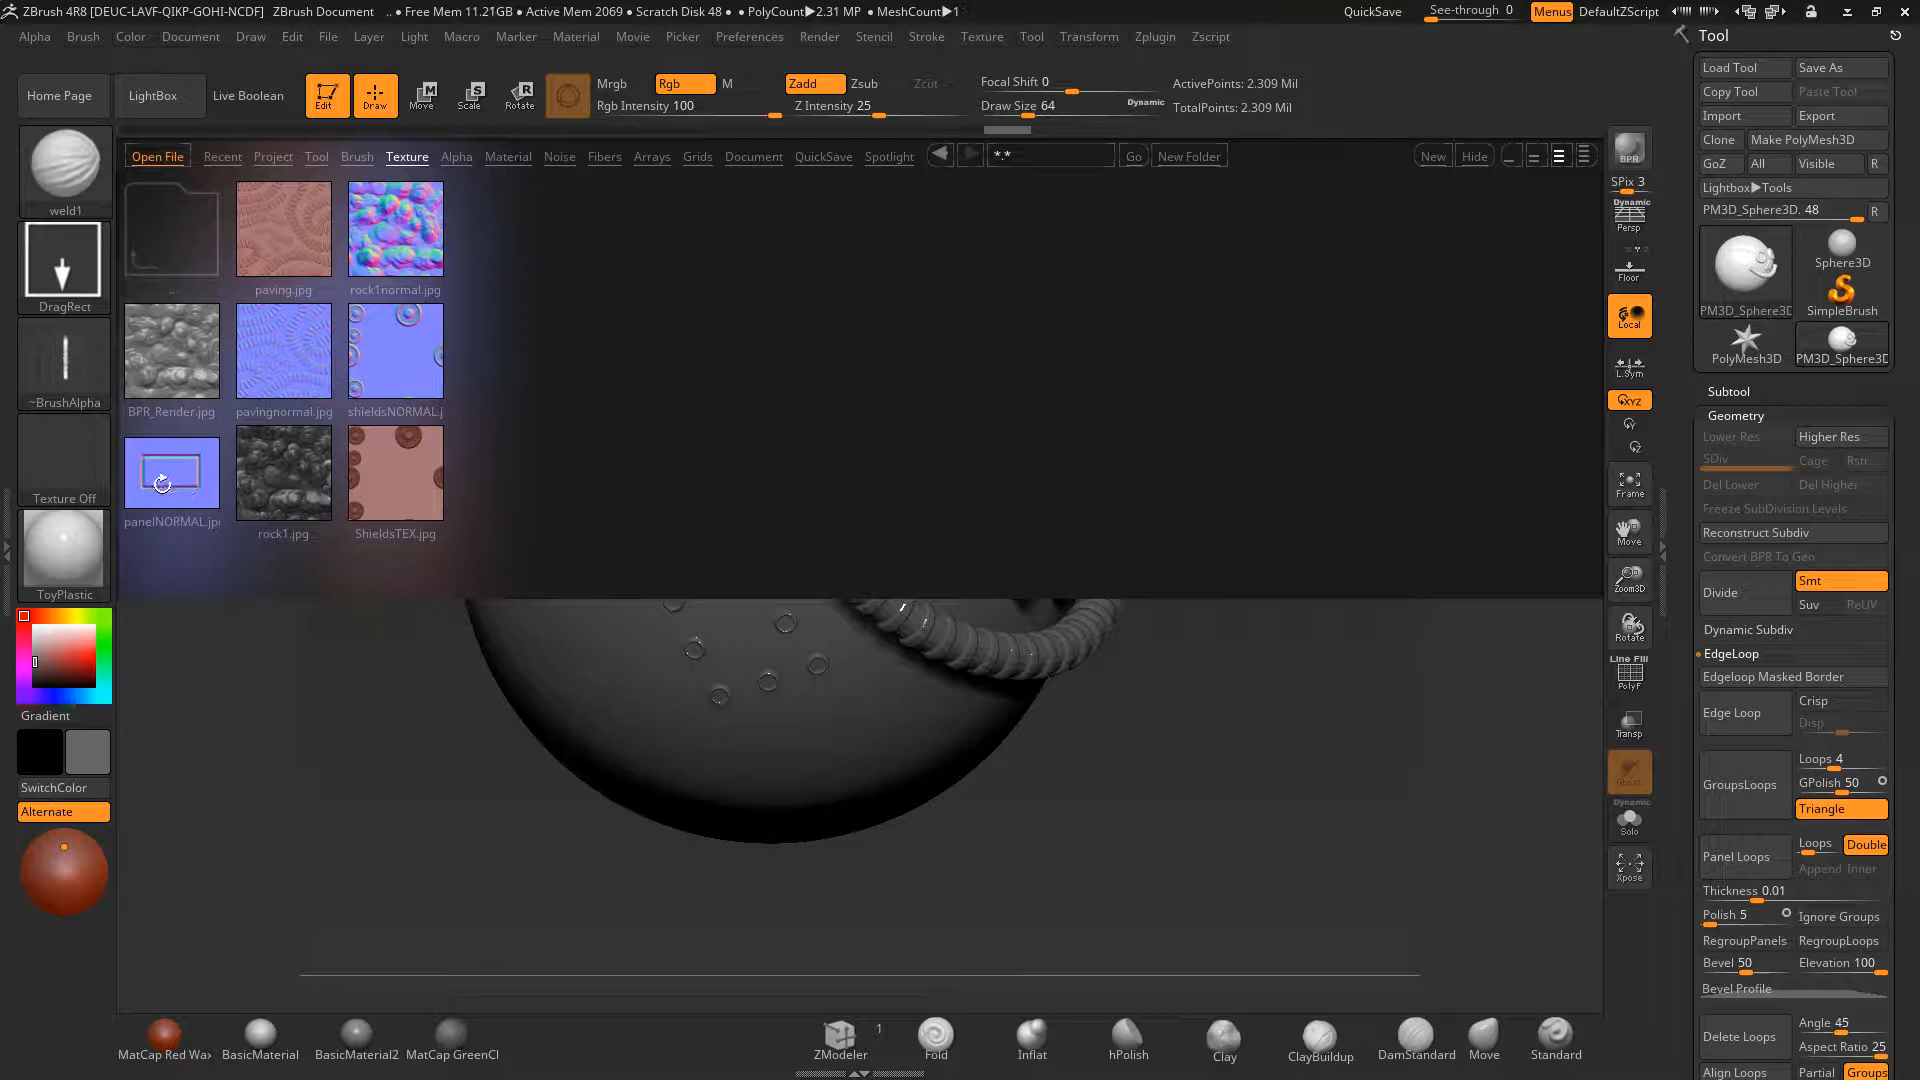 ZBrush 4R8 [DEUC-LAVF-QIKP-GOHI-NCDF] ZBrush Document .. • Free Mem 11.21GB • Active Mem 2069 • Scratch Disk 48 • PolyCount▶2.31 MP • MeshCount▶1 QuickSave See-through 0 Menus DefaultZScript
Alpha Brush Color Document Draw Edit File Layer Light Macro Marker Material Movie Picker Preferences Render Stencil Stroke Texture Tool Transform Zplugin Zscript
Tool
Load Tool Save As
Copy Tool Paste Tool
Import Export
Clone Make PolyMesh3D
GoZ All Visible R
Lightbox▶Tools
PM3D_Sphere3D. 48 R
Sphere3D
PM3D_Sphere3D SimpleBrush
PolyMesh3D PM3D_Sphere3D
Subtool
Geometry
Lower Res Higher Res
SDiv Cage Rstr
Del Lower Del Higher
Freeze SubDivision Levels
Reconstruct Subdiv
Convert BPR To Geo
Divide Smt
Suv ReUV
Dynamic Subdiv
EdgeLoop
Edgeloop Masked Border
Edge Loop Crisp
Disp
GroupsLoops Loops 4
GPolish 50
Triangle
Panel Loops Loops Double
Append Inner
Thickness 0.01
Polish 5 Ignore Groups
RegroupPanels RegroupLoops
Bevel 50 Elevation 100
Bevel Profile
Delete Loops Angle 45
Aspect Ratio 25
Align Loops Partial Groups
Home Page LightBox Live Boolean Edit Draw Move Scale Rotate
Mrgb Rgb M Zadd Zsub Zcut
Rgb Intensity 100 Z Intensity 25
Focal Shift 0
Draw Size 64 Dynamic
ActivePoints: 2.309 Mil
TotalPoints: 2.309 Mil
Open File Recent Project Tool Brush Texture Alpha Material Noise Fibers Arrays Grids Document QuickSave Spotlight *.* Go New Folder New Hide
.. paving.jpg rock1normal.jpg
BPR_Render.jpg pavingnormal.jpg shieldsNORMAL.j
panelNORMAL.jp rock1.jpg ShieldsTEX.jpg
weld1
DragRect
~BrushAlpha
Texture Off
ToyPlastic
Gradient
SwitchColor
Alternate
BPR
SPix 3
Dynamic
Persp
Floor
Local
L.Sym
XYZ
Frame
Move
Zoom3D
Rotate
Line Fill
PolyF
Transp
Ghost
Dynamic
Solo
Xpose
MatCap Red Wax BasicMaterial BasicMaterial2 MatCap GreenCl
1
ZModeler Fold Inflat hPolish Clay ClayBuildup DamStandard Move Standard